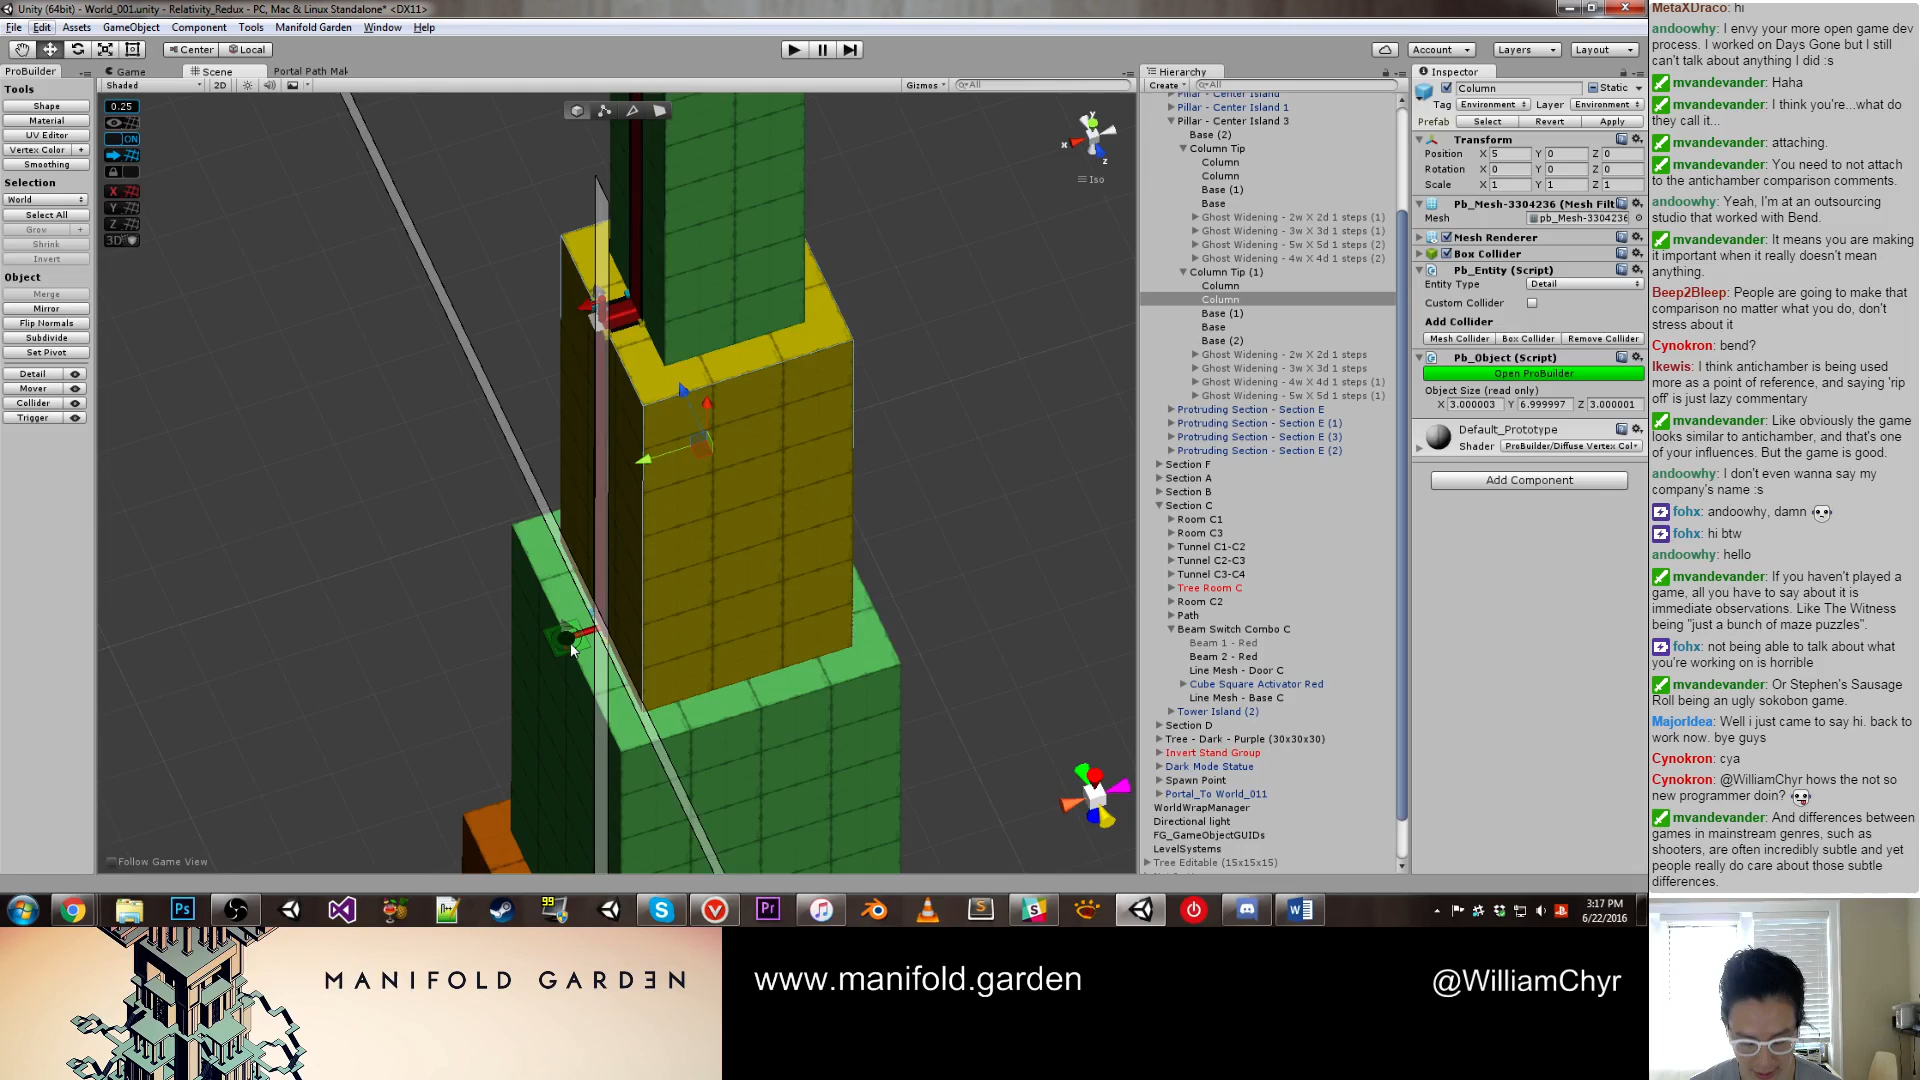 Unity (64bit) - World_001.unity - Relativity_Redux - PC, Mac & Linux Standalone* <DX11>
File Edit Assets GameObject Component Tools Manifold Garden Window Help
Center Local
Account Layers Layout
ProBuilder
Tools
Shape
Material
UV Editor
Vertex Color +
Smoothing
Selection
World
Select All
Grow +
Shrink
Invert
Object
Merge
Mirror
Flip Normals
Subdivide
Set Pivot
Detail
Mover
Collider
Trigger
Game Scene Portal Path Mak
Shaded 2D Gizmos All
0.25
ON
X
Y
Z
3D
y
x
z
Iso
Follow Game View
Hierarchy
Create All
Pillar - Center Island
Pillar - Center Island 1
Pillar - Center Island 3
Base (2)
Column Tip
Column
Column
Base (1)
Base
Ghost Widening - 2w X 2d 1 steps (1)
Ghost Widening - 3w X 3d 1 steps (1)
Ghost Widening - 5w X 5d 1 steps (2)
Ghost Widening - 4w X 4d 1 steps (2)
Column Tip (1)
Column
Column
Base (1)
Base
Base (2)
Ghost Widening - 2w X 2d 1 steps
Ghost Widening - 3w X 3d 1 steps
Ghost Widening - 4w X 4d 1 steps (1)
Ghost Widening - 5w X 5d 1 steps (1)
Protruding Section - Section E
Protruding Section - Section E (1)
Protruding Section - Section E (3)
Protruding Section - Section E (2)
Section F
Section A
Section B
Section C
Room C1
Room C3
Tunnel C1-C2
Tunnel C2-C3
Tunnel C3-C4
Tree Room C
Room C2
Path
Beam Switch Combo C
Beam 1 - Red
Beam 2 - Red
Line Mesh - Door C
Cube Square Activator Red
Line Mesh - Base C
Tower Island (2)
Section D
Tree - Dark - Purple (30x30x30)
Invert Stand Group
Dark Mode Statue
Spawn Point
Portal_To World_011
WorldWrapManager
Directional light
FG_GameObjectGUIDs
LevelSystems
Tree Editable (15x15x15)
Inspector
Column Static
Tag Environment Layer Environment
Prefab Select Revert Apply
Transform
Position X 5 Y 0 Z 0
Rotation X 0 Y 0 Z 0
Scale X 1 Y 1 Z 1
Pb_Mesh-3304236 (Mesh Filt
Mesh pb_Mesh-3304236
Mesh Renderer
Box Collider
Pb_Entity (Script)
Entity Type Detail
Custom Collider
Add Collider
Mesh Collider Box Collider Remove Collider
Pb_Object (Script)
Open ProBuilder
Object Size (read only)
X 3.000003 Y 6.999997 Z 3.000001
Default_Prototype
Shader ProBuilder/Diffuse Vertex Col
Add Component
MetaXDraco: hi
andoowhy: I envy your more open game dev
process. I worked on Days Gone but I still
can't talk about anything I did :s
mvandevander: Haha
mvandevander: I think you're...what do
they call it...
mvandevander: attaching.
mvandevander: You need to not attach
to the antichamber comparison comments.
andoowhy: Yeah, I'm at an outsourcing
studio that worked with Bend.
mvandevander: It means you are making
it important when it really doesn't mean
anything.
Beep2Bleep: People are going to make that
comparison no matter what you do, don't
stress about it
Cynokron: bend?
Ikewis: I think antichamber is being used
more as a point of reference, and saying 'rip
off' is just lazy commentary
mvandevander: Like obviously the game
looks similar to antichamber, and that's one
of your influences. But the game is good.
andoowhy: I don't even wanna say my
company's name :s
fohx: andoowhy, damn
fohx: hi btw
andoowhy: hello
mvandevander: If you haven't played a
game, all you have to say about it is
immediate observations. Like The Witness
being "just a bunch of maze puzzles".
fohx: not being able to talk about what
you're working on is horrible
mvandevander: Or Stephen's Sausage
Roll being an ugly sokobon game.
MajorIdea: Well i just came to say hi. back to
work now. bye guys
Cynokron: cya
Cynokron: @WilliamChyr hows the not so
new programmer doin?
mvandevander: And differences between
games in mainstream genres, such as
shooters, are often incredibly subtle and yet
people really do care about those subtle
differences.
Ps
99
Pr
3:17 PM
6/22/2016
MANIFOLD GARDƎN
www.manifold.garden
@WilliamChyr